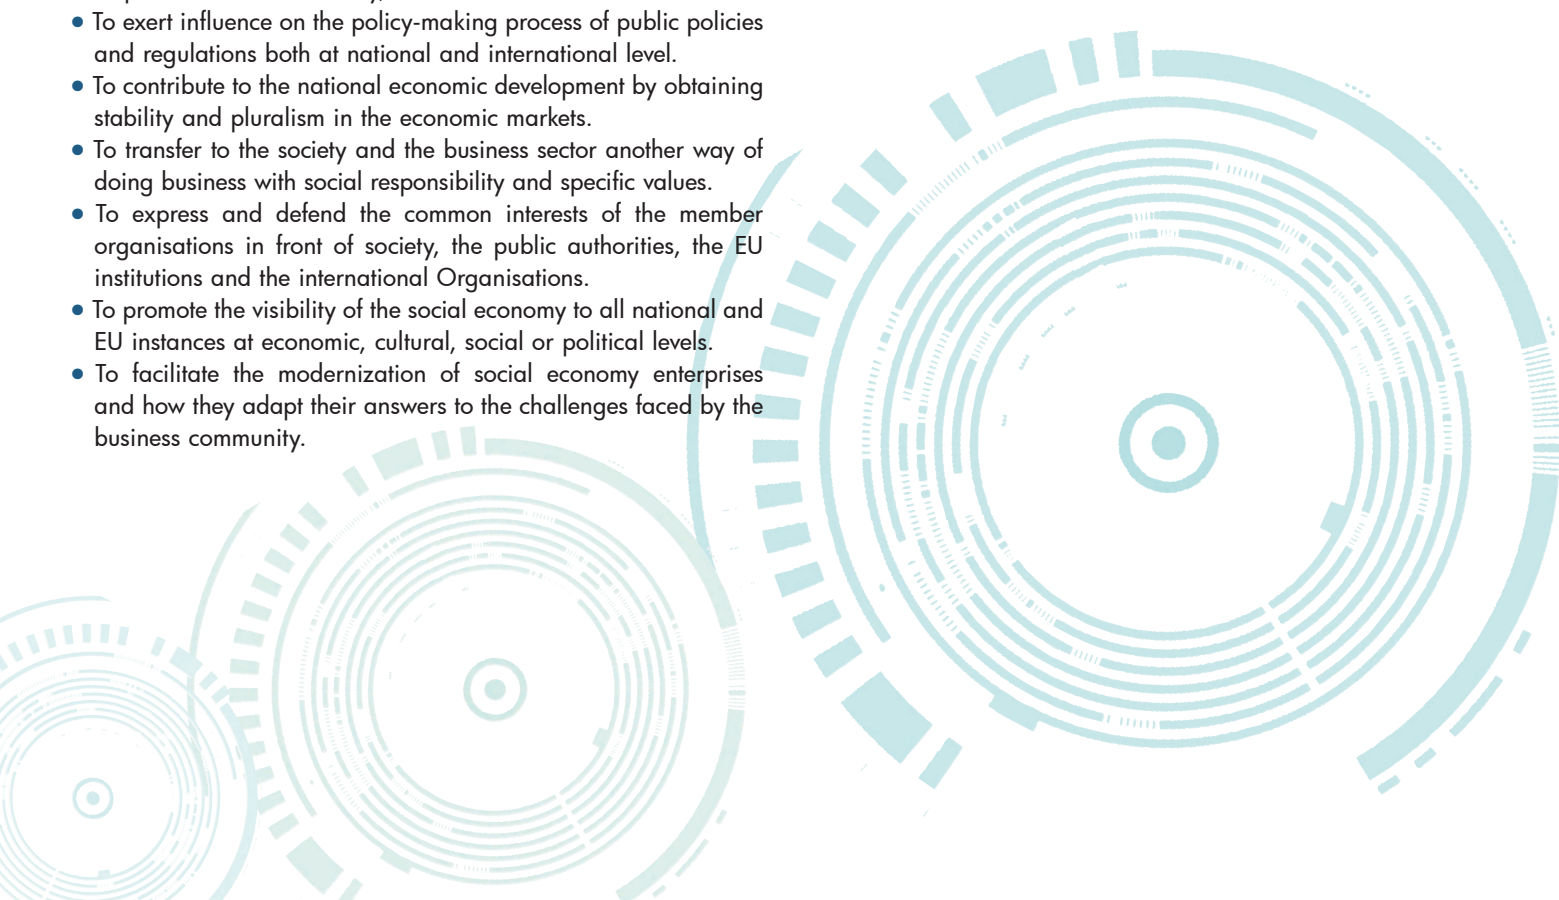 • To exert influence on the policy-making process of public policies
and regulations both at national and international level.
• To contribute to the national economic development by obtaining
stability and pluralism in the economic markets.
• To transfer to the society and the business sector another way of
doing business with social responsibility and specific values.
• To express and defend the common interests of the member
organisations in front of society, the public authorities, the EU
institutions and the international Organisations.
• To promote the visibility of the social economy to all national and
EU instances at economic, cultural, social or political levels.
• To facilitate the modernization of social economy enterprises
and how they adapt their answers to the challenges faced by the
business community.